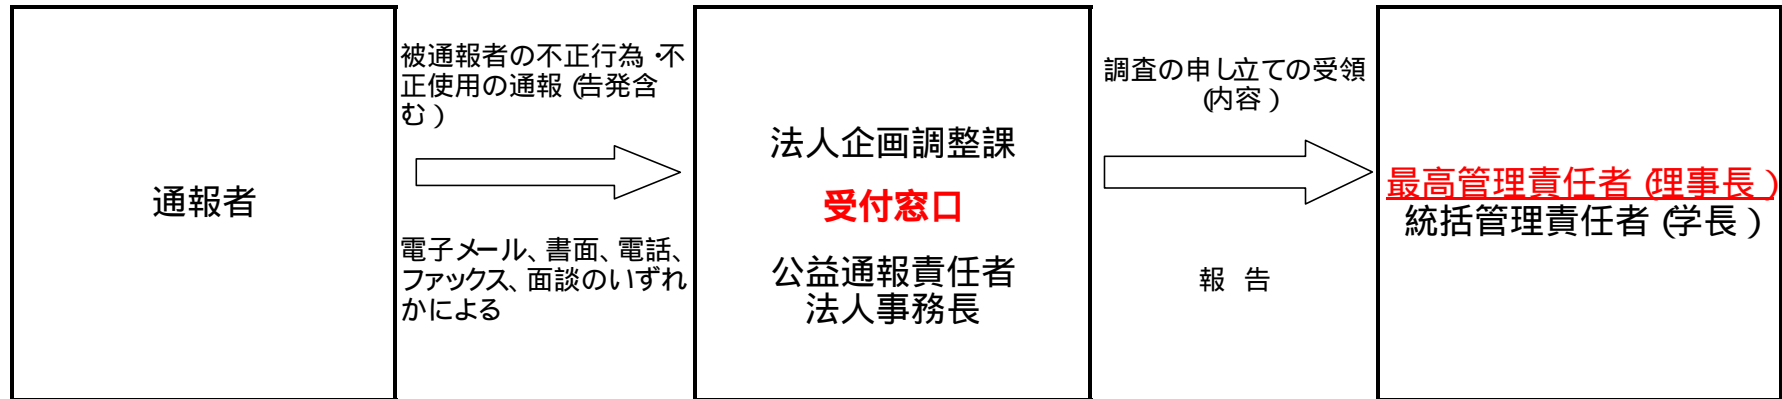 通報者
被通報者の不正行為・不
正使用の通報(告発含
む)
電子メール、書面、電話、
ファックス、面談のいずれ
かによる
法人企画調整課
受付窓口
公益通報責任者
法人事務長
調査の申し立ての受領
(内容)
報 告
最高管理責任者(理事長)
統括管理責任者(学長)